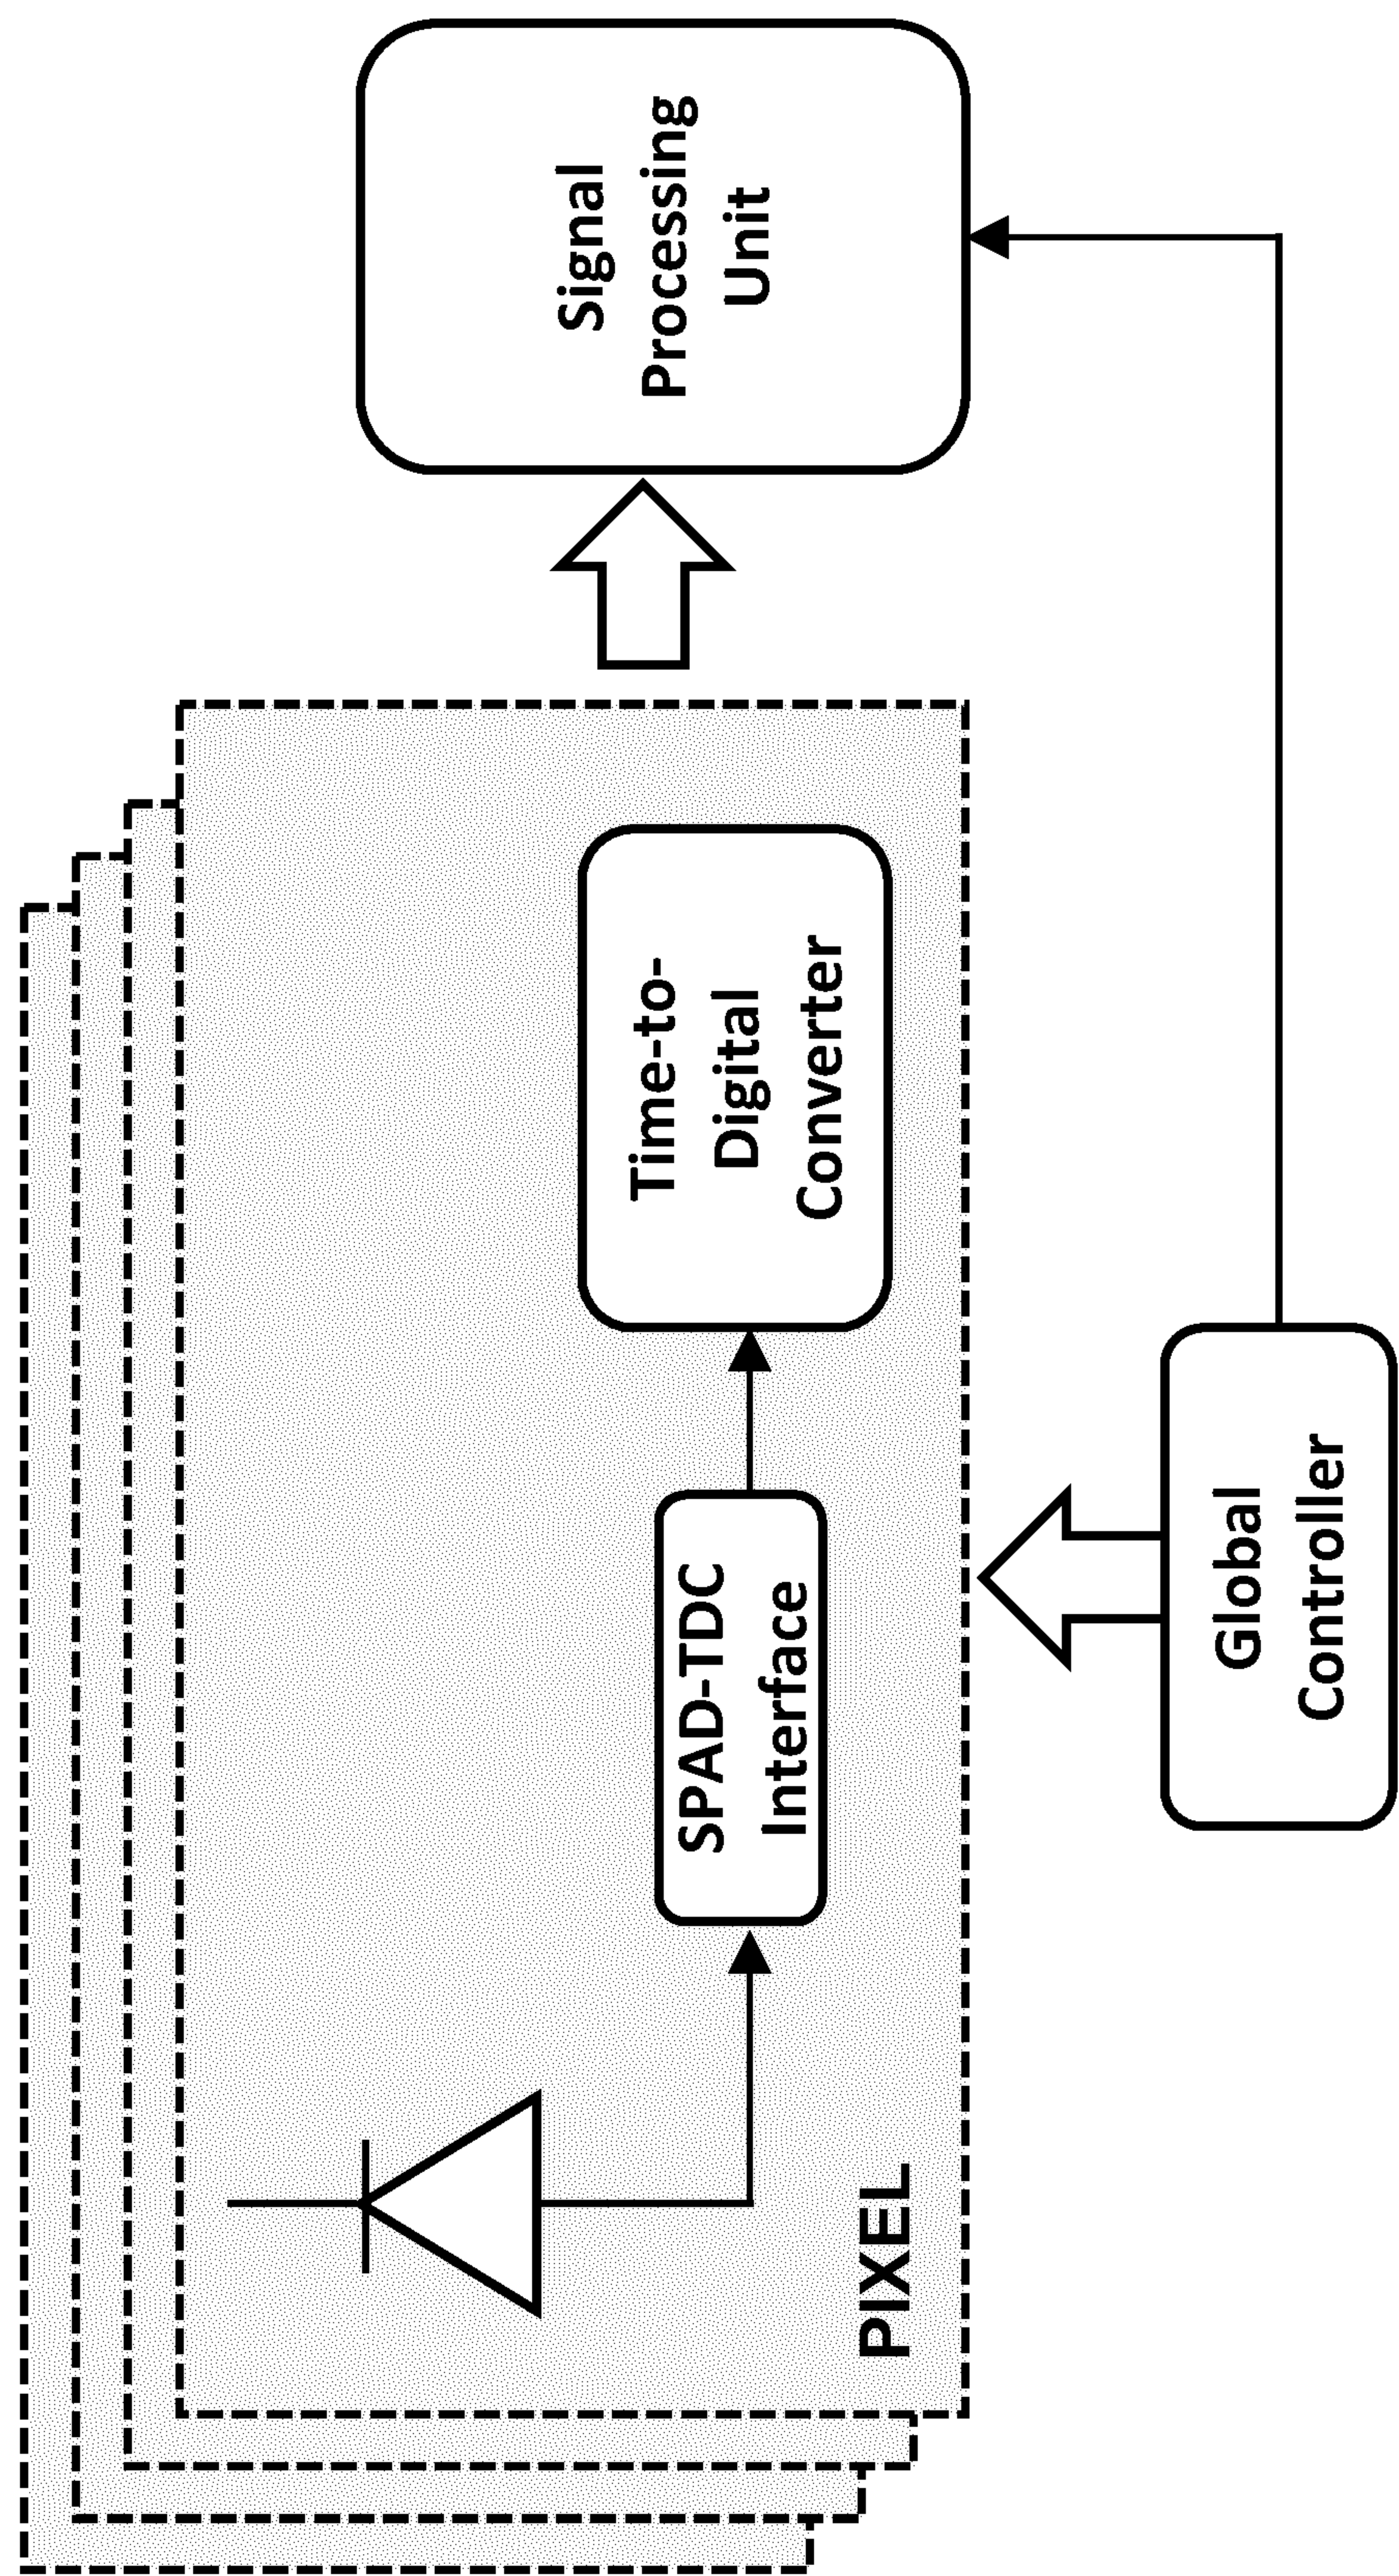 SPAD-TDC
Interface
Time-to-
Digital
Converter
PIXEL
Signal
Processing
Unit
Global
Controller